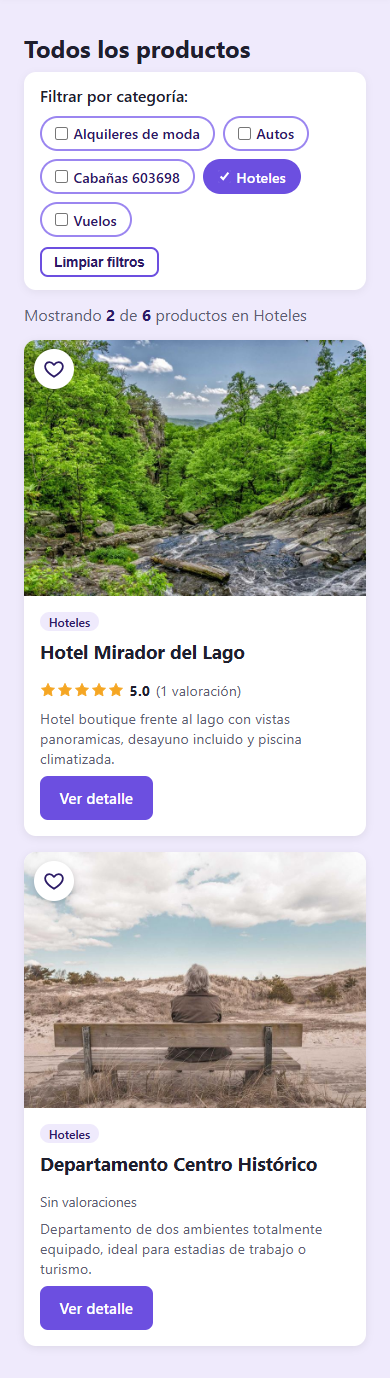 Todos los productos
Filtrar por categoría:
Alquileres de moda
Autos
Cabañas 603698
Hoteles
Vuelos
Limpiar filtros
Mostrando 2 de 6 productos en Hoteles
Hoteles
Hotel Mirador del Lago
5.0 (1 valoración)
Hotel boutique frente al lago con vistas
panoramicas, desayuno incluido y piscina
climatizada.
Ver detalle
Hoteles
Departamento Centro Histórico
Sin valoraciones
Departamento de dos ambientes totalmente
equipado, ideal para estadias de trabajo o
turismo.
Ver detalle